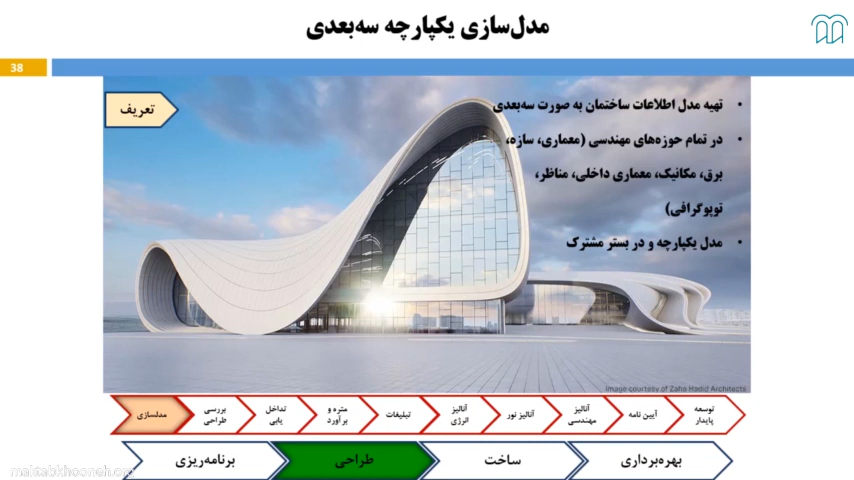 مدل‌سازی یکپارچه سه‌بعدی
38
تعریف
• تهیه مدل اطلاعات ساختمان به صورت سه‌بعدی
• در تمام حوزه‌های مهندسی (معماری، سازه،
برق، مکانیک، معماری داخلی، مناظر،
توپوگرافی)
• مدل یکپارچه و در بستر مشترک
Image courtesy of Zaha Hadid Architects
مدلسازی
بررسی
طراحی
تداخل
یابی
متره و
برآورد
تبلیغات
آنالیز
انرژی
آنالیز نور
آنالیز
مهندسی
آیین نامه
توسعه
پایدار
برنامه‌ریزی
طراحی
ساخت
بهره‌برداری
maktabkhooneh.org